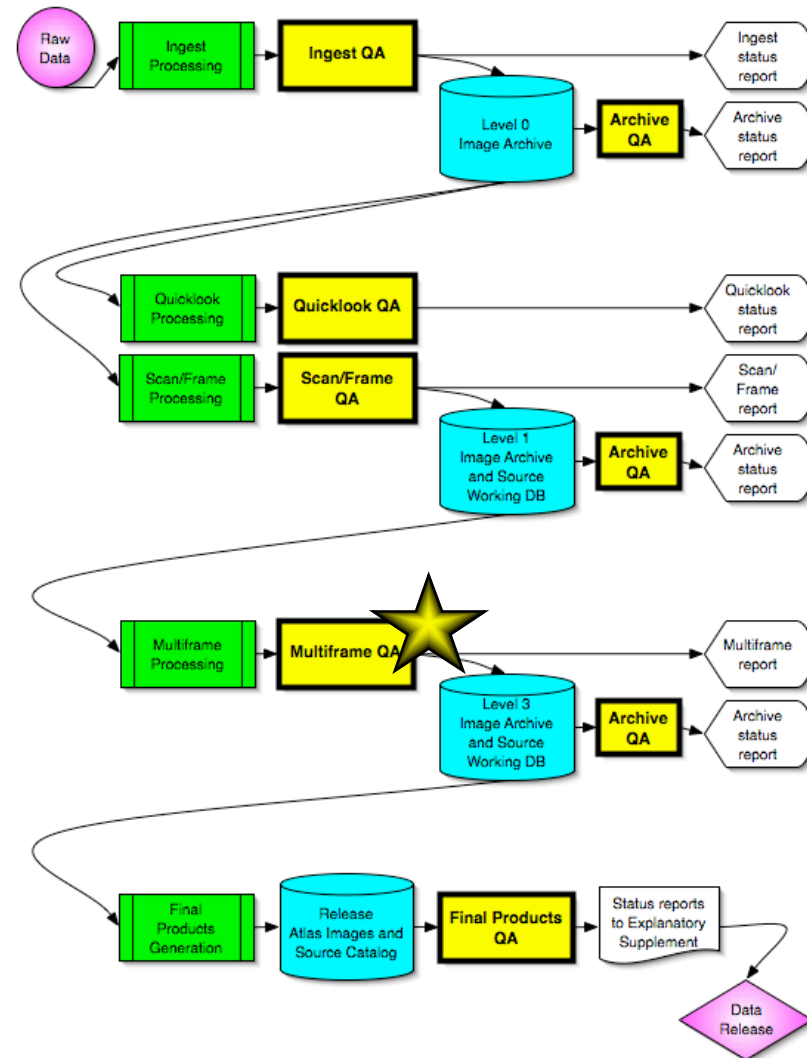 Raw
Data
Ingest
Processing
Ingest QA
Ingest
status
report
Level 0
Image Archive
Archive
QA
Archive
status
report
Quicklook
Processing
Quicklook QA
Quicklook
status
report
Scan/Frame
Processing
Scan/Frame
QA
Scan/
Frame
report
Level 1
Image Archive
and Source
Working DB
Archive
QA
Archive
status
report
Multiframe
Processing
Multiframe QA
Multiframe
report
Level 3
Image Archive
and Source
Working DB
Archive
QA
Archive
status
report
Final
Products
Generation
Release
Atlas Images and
Source Catalog
Final Products
QA
Status reports
to Explanatory
Supplement
Data
Release